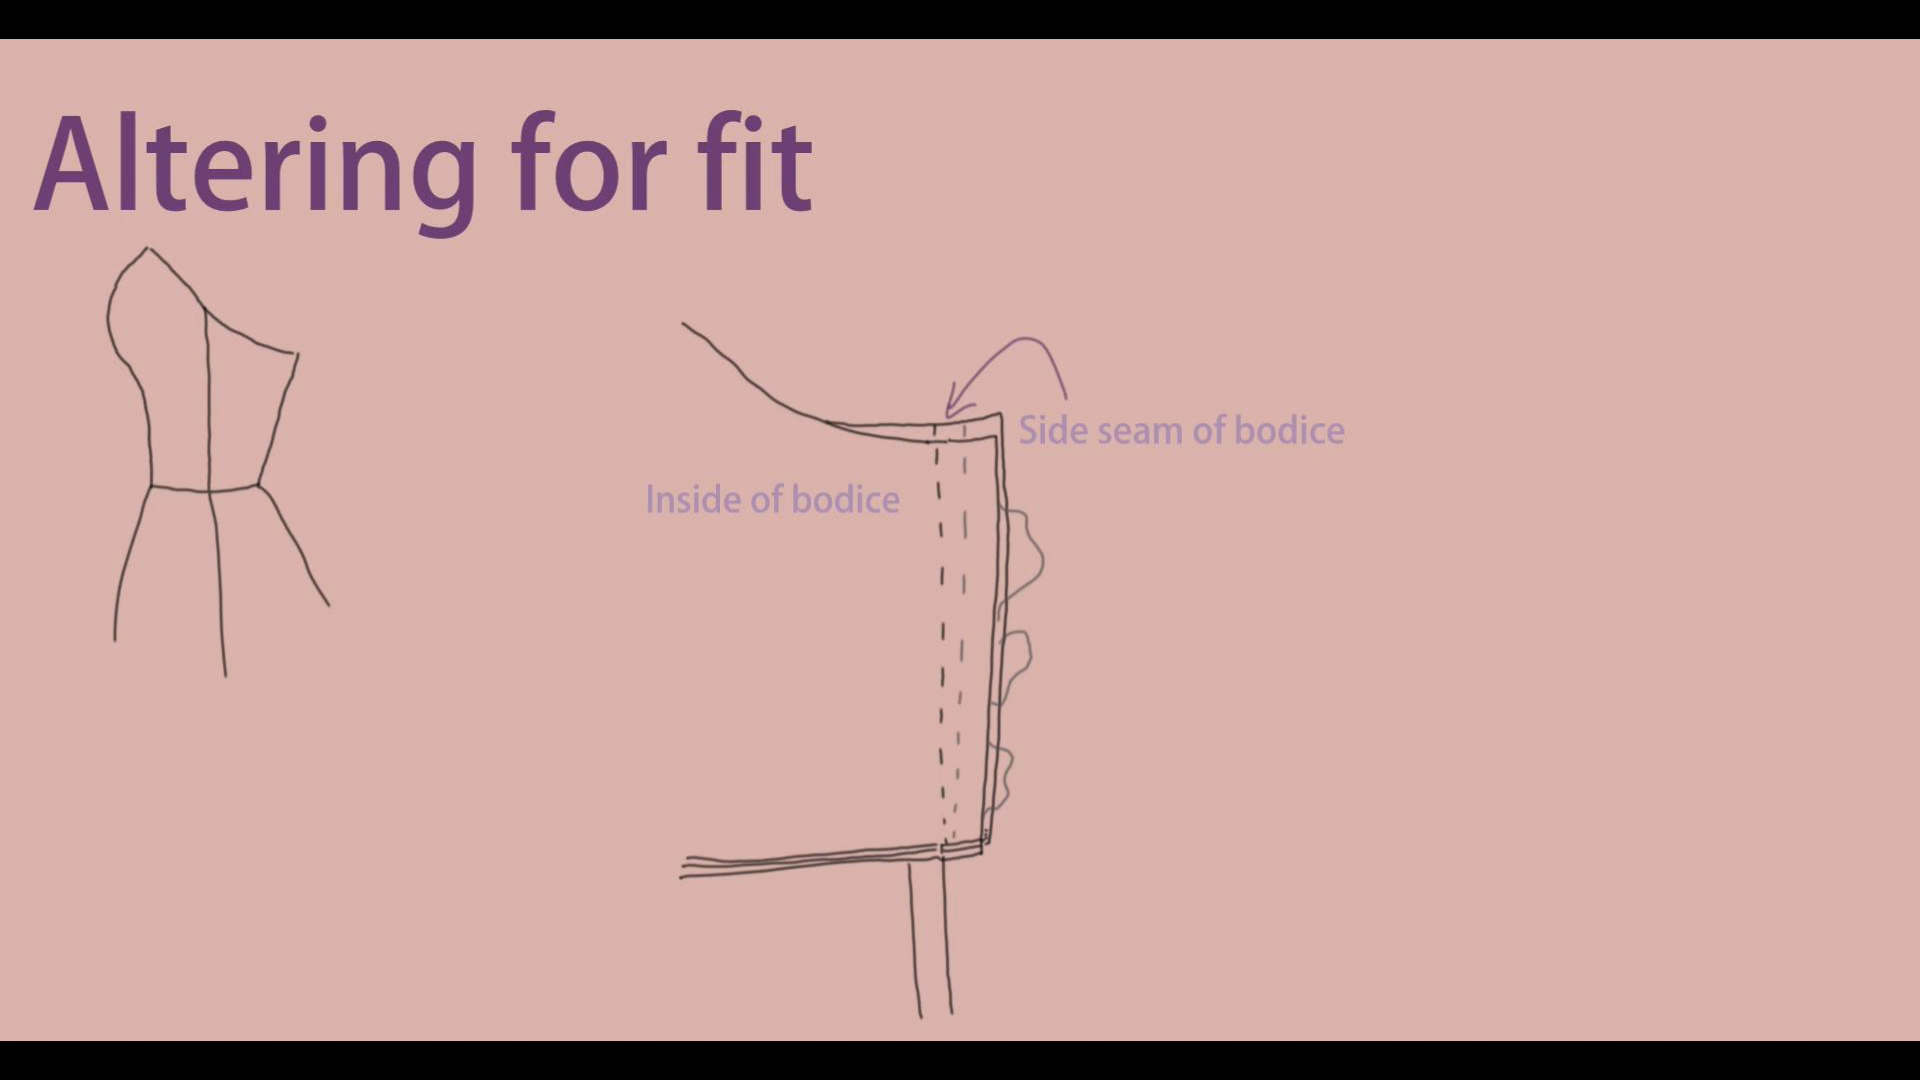 Altering for fit
Side seam of bodice
Inside of bodice